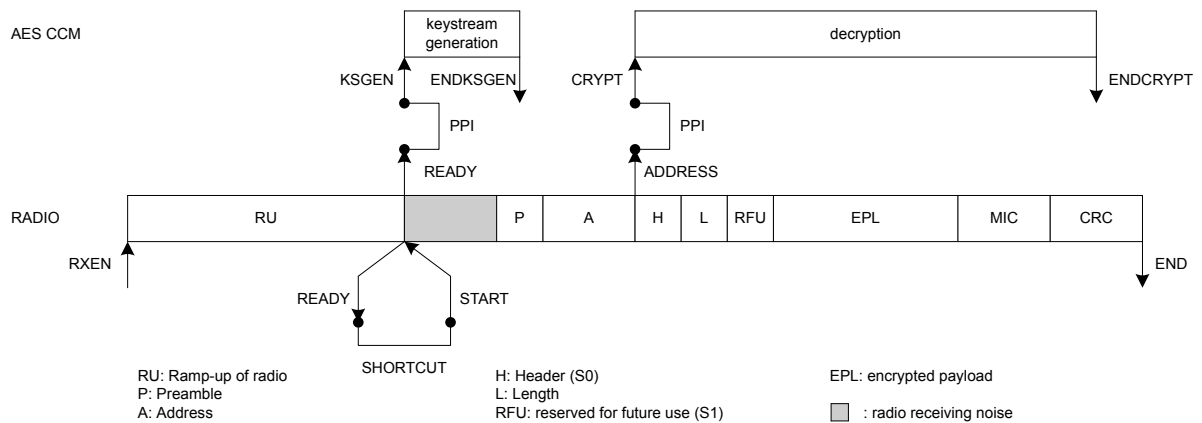 AES CCM
keystream
generation
decryption
KSGEN
ENDKSGEN
CRYPT
ENDCRYPT
PPI
PPI
READY
ADDRESS
RADIO
RU
P
A
H
L
RFU
EPL
MIC
CRC
RXEN
END
READY
START
SHORTCUT
RU: Ramp-up of radio
P: Preamble
A: Address
H: Header (S0)
L: Length
RFU: reserved for future use (S1)
EPL: encrypted payload
: radio receiving noise